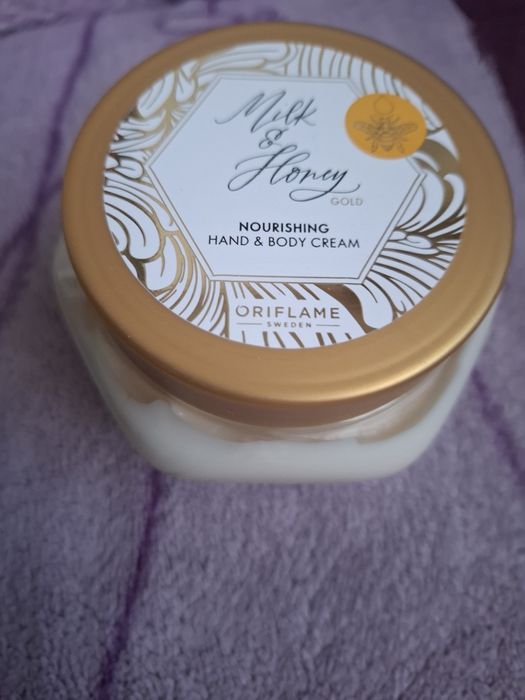 Milk
&
Honey
GOLD
NOURISHING
HAND & BODY CREAM
ORIFLAME
SWEDEN